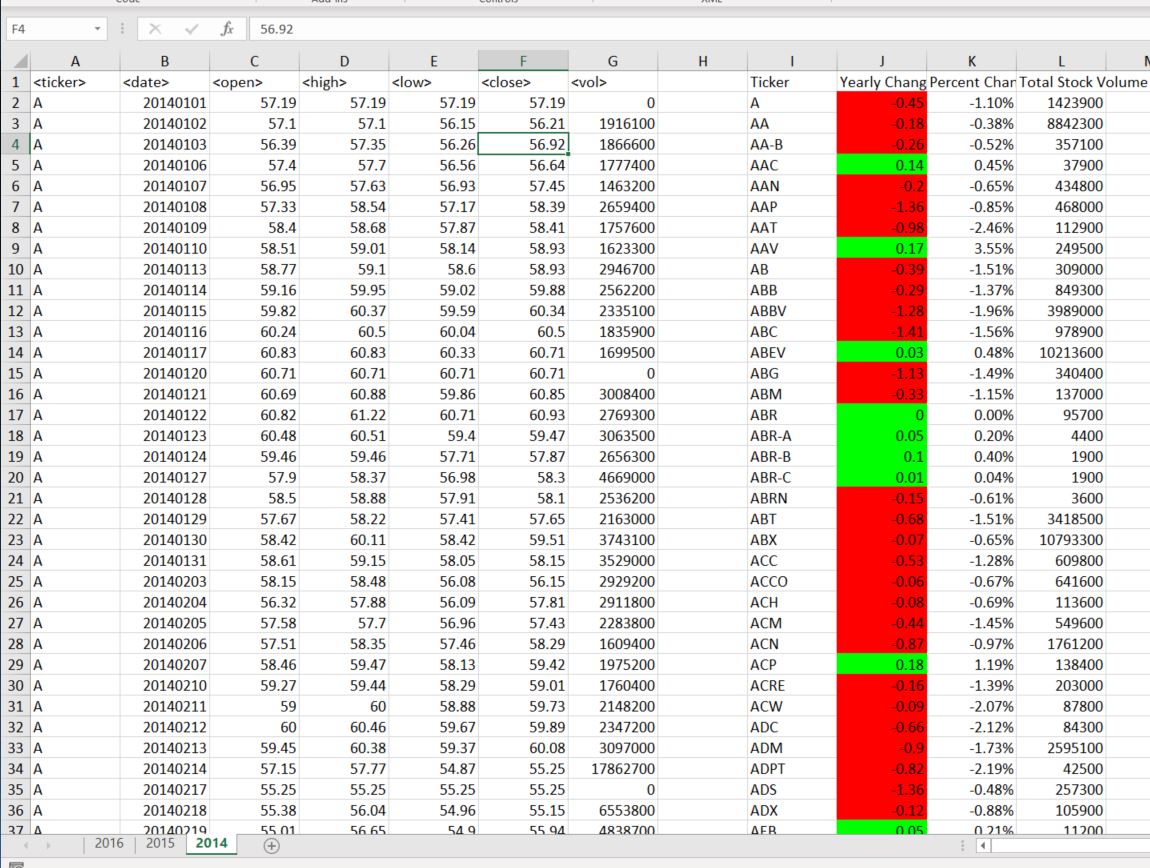 F4 fx 56.92
A B C D E F G H I J K L
1 <ticker> <date> <open> <high> <low> <close> <vol> Ticker Yearly Chang Percent Chan Total Stock Volume
2 A 20140101 57.19 57.19 57.19 57.19 0 A -0.45 -1.10% 1423900
3 A 20140102 57.1 57.1 56.15 56.21 1916100 AA -0.18 -0.38% 8842300
4 A 20140103 56.39 57.35 56.26 56.92 1866600 AA-B -0.26 -0.52% 357100
5 A 20140106 57.4 57.7 56.56 56.64 1777400 AAC 0.14 0.45% 37900
6 A 20140107 56.95 57.63 56.93 57.45 1463200 AAN -0.2 -0.65% 434800
7 A 20140108 57.33 58.54 57.17 58.39 2659400 AAP -1.36 -0.85% 468000
8 A 20140109 58.4 58.68 57.87 58.41 1757600 AAT -0.98 -2.46% 112900
9 A 20140110 58.51 59.01 58.14 58.93 1623300 AAV 0.17 3.55% 249500
10 A 20140113 58.77 59.1 58.6 58.93 2946700 AB -0.39 -1.51% 309000
11 A 20140114 59.16 59.95 59.02 59.88 2562200 ABB -0.29 -1.37% 849300
12 A 20140115 59.82 60.37 59.59 60.34 2335100 ABBV -1.28 -1.96% 3989000
13 A 20140116 60.24 60.5 60.04 60.5 1835900 ABC -1.41 -1.56% 978900
14 A 20140117 60.83 60.83 60.33 60.71 1699500 ABEV 0.03 0.48% 10213600
15 A 20140120 60.71 60.71 60.71 60.71 0 ABG -1.13 -1.49% 340400
16 A 20140121 60.69 60.88 59.86 60.85 3008400 ABM -0.33 -1.15% 137000
17 A 20140122 60.82 61.22 60.71 60.93 2769300 ABR 0 0.00% 95700
18 A 20140123 60.48 60.51 59.4 59.47 3063500 ABR-A 0.05 0.20% 4400
19 A 20140124 59.46 59.46 57.71 57.87 2656300 ABR-B 0.1 0.40% 1900
20 A 20140127 57.9 58.37 56.98 58.3 4669000 ABR-C 0.01 0.04% 1900
21 A 20140128 58.5 58.88 57.91 58.1 2536200 ABRN -0.15 -0.61% 3600
22 A 20140129 57.67 58.22 57.41 57.65 2163000 ABT -0.68 -1.51% 3418500
23 A 20140130 58.42 60.11 58.42 59.51 3743100 ABX -0.07 -0.65% 10793300
24 A 20140131 58.61 59.15 58.05 58.15 3529000 ACC -0.53 -1.28% 609800
25 A 20140203 58.15 58.48 56.08 56.15 2929200 ACCO -0.06 -0.67% 641600
26 A 20140204 56.32 57.88 56.09 57.81 2911800 ACH -0.08 -0.69% 113600
27 A 20140205 57.58 57.7 56.96 57.43 2283800 ACM -0.44 -1.45% 549600
28 A 20140206 57.51 58.35 57.46 58.29 1609400 ACN -0.87 -0.97% 1761200
29 A 20140207 58.46 59.47 58.13 59.42 1975200 ACP 0.18 1.19% 138400
30 A 20140210 59.27 59.44 58.29 59.01 1760400 ACRE -0.16 -1.39% 203000
31 A 20140211 59 60 58.88 59.73 2148200 ACW -0.09 -2.07% 87800
32 A 20140212 60 60.46 59.67 59.89 2347200 ADC -0.66 -2.12% 84300
33 A 20140213 59.45 60.38 59.37 60.08 3097000 ADM -0.9 -1.73% 2595100
34 A 20140214 57.15 57.77 54.87 55.25 17862700 ADPT -0.82 -2.19% 42500
35 A 20140217 55.25 55.25 55.25 55.25 0 ADS -1.36 -0.48% 257300
36 A 20140218 55.38 56.04 54.96 55.15 6553800 ADX -0.12 -0.88% 105900
37 A 20140219 55.01 56.65 54.9 55.94 4838700 AEB 0.05 0.21% 11200
2016 2015 2014